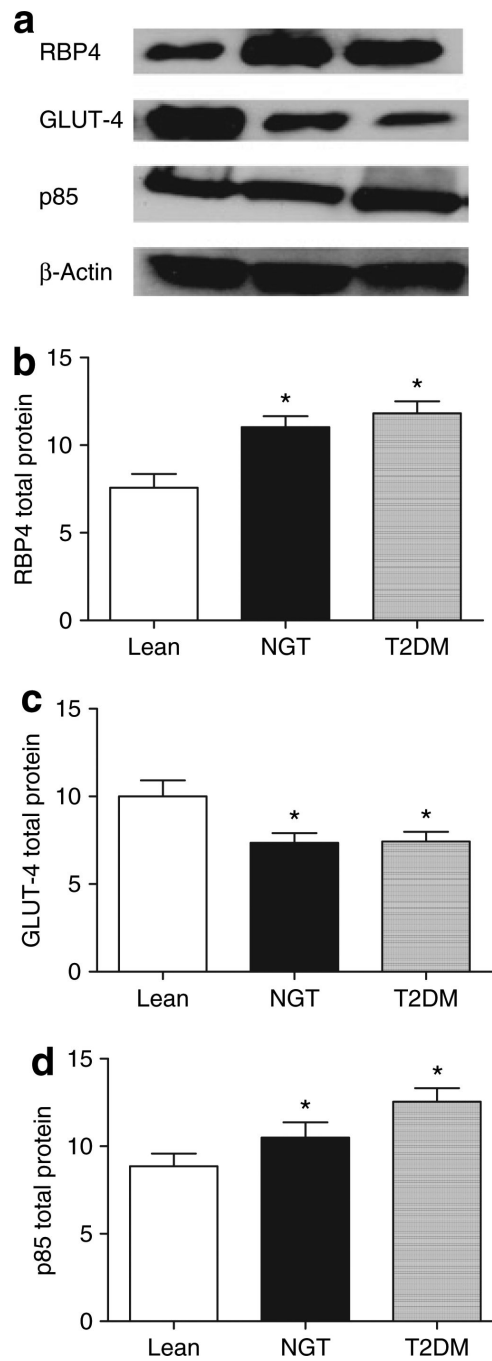 a
RBP4
GLUT-4
p85
β-Actin
b
RBP4 total protein
15
10
5
0
*
*
Lean NGT T2DM
c
GLUT-4 total protein
15
10
5
0
*
*
Lean NGT T2DM
d
p85 total protein
15
10
5
0
*
*
Lean NGT T2DM